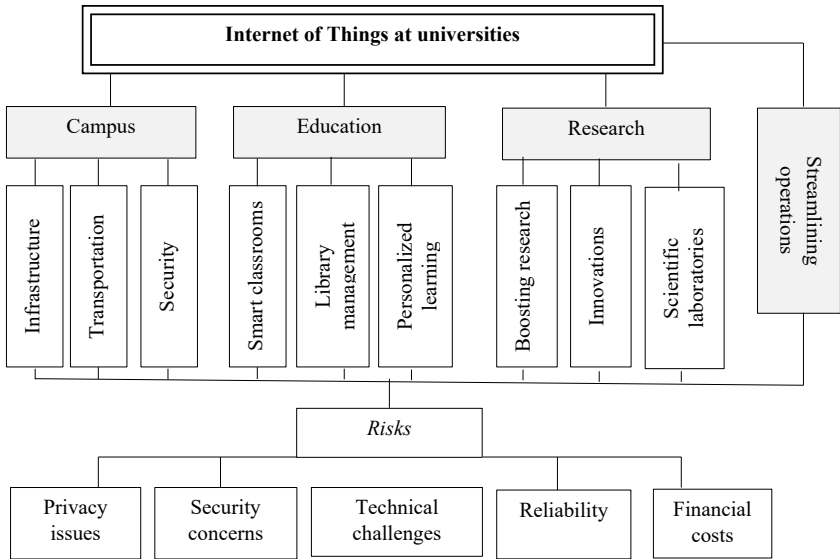 Internet of Things at universities
Campus
Education
Research
Streamlining
operations
Infrastructure
Transportation
Security
Smart classrooms
Library
management
Personalized
learning
Boosting research
Innovations
Scientific
laboratories
Risks
Privacy
issues
Security
concerns
Technical
challenges
Reliability
Financial
costs